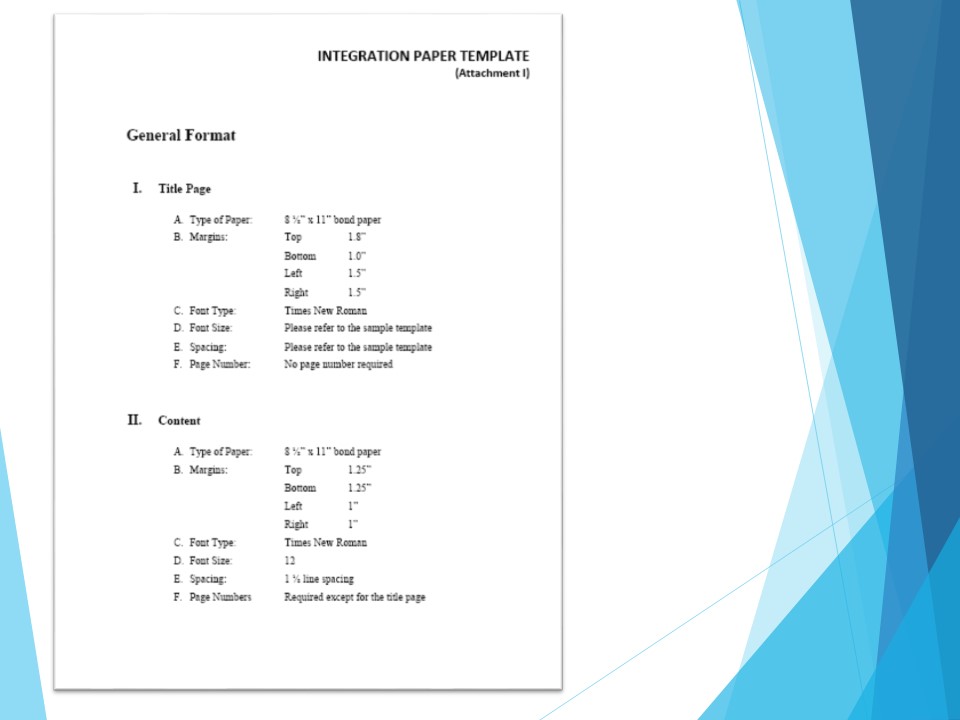 INTEGRATION PAPER TEMPLATE
(Attachment I)
General Format
I. Title Page
A. Type of Paper: 8 ½” x 11” bond paper
B. Margins: Top 1.8”
Bottom 1.0”
Left 1.5”
Right 1.5”
C. Font Type: Times New Roman
D. Font Size: Please refer to the sample template
E. Spacing: Please refer to the sample template
F. Page Number: No page number required
II. Content
A. Type of Paper: 8 ½” x 11” bond paper
B. Margins: Top 1.25”
Bottom 1.25”
Left 1”
Right 1”
C. Font Type: Times New Roman
D. Font Size: 12
E. Spacing: 1 ½ line spacing
F. Page Numbers Required except for the title page